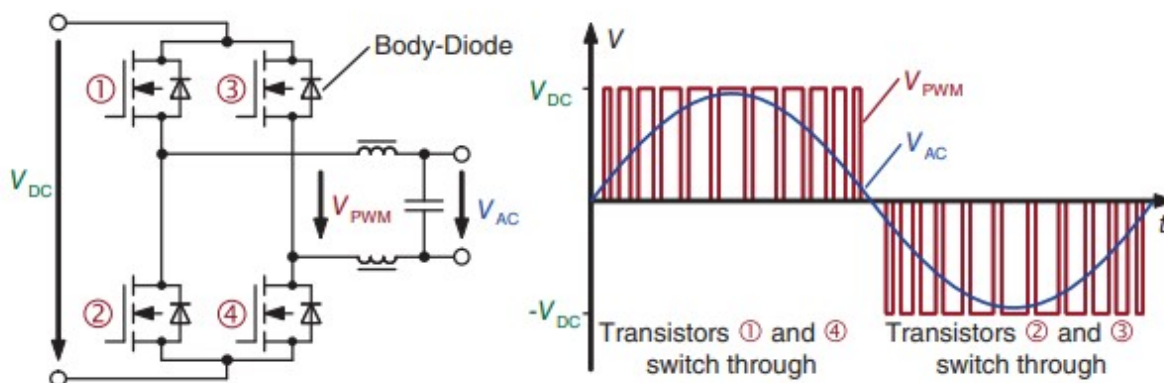 Body-Diode
①
③
V_DC
V_PWM
V_AC
②
④
V
V_DC
V_PWM
V_AC
t
-V_DC
Transistors ① and ④
switch through
Transistors ② and ③
switch through